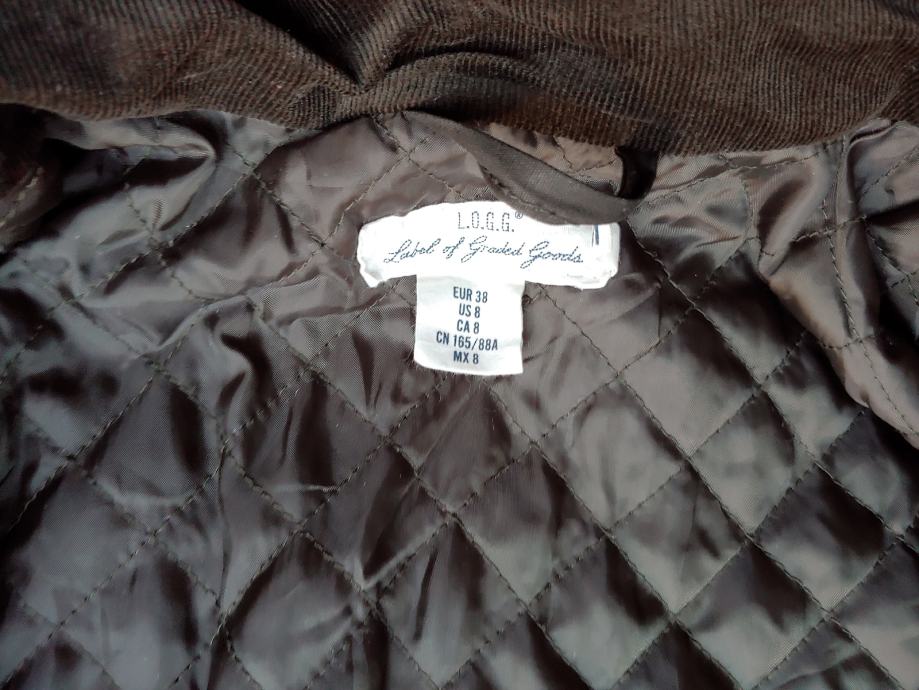 L.O.G.G.®
Label of Graded Goods
EUR 38
US 8
CA 8
CN 165/88A
MX 8